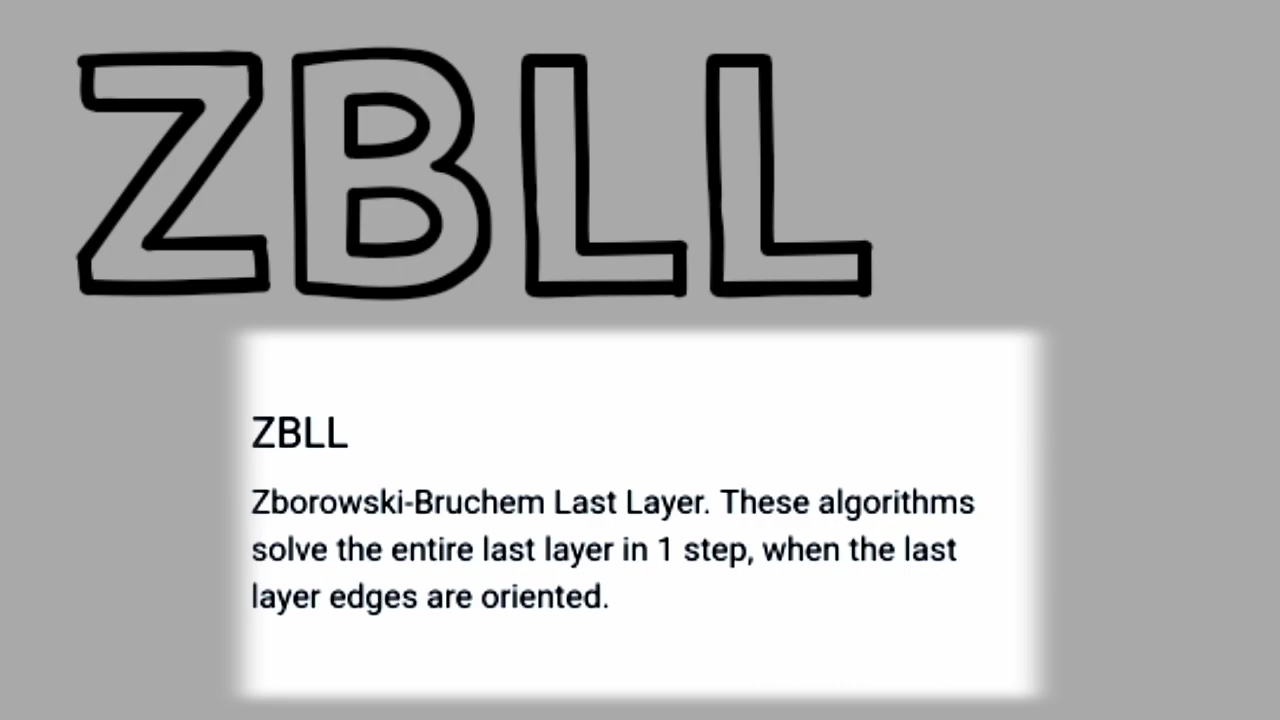 ZBLL
ZBLL
Zborowski-Bruchem Last Layer. These algorithms
solve the entire last layer in 1 step, when the last
layer edges are oriented.